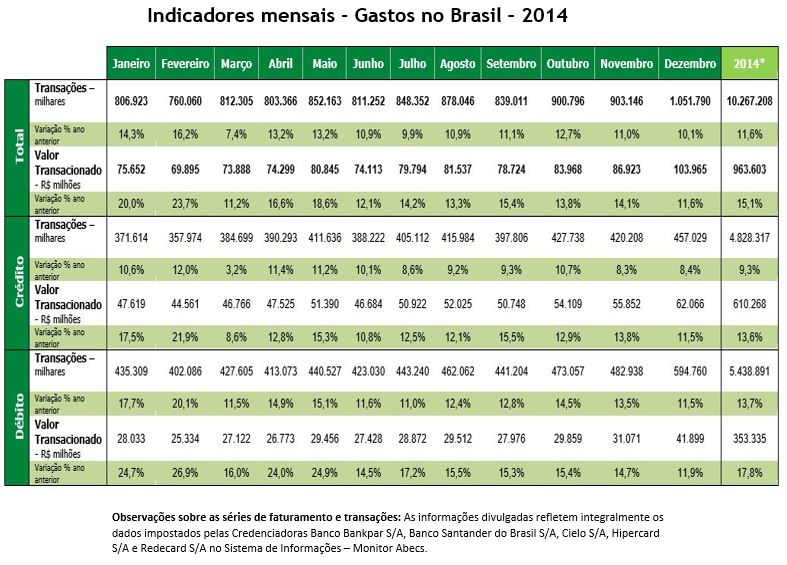 Indicadores mensais - Gastos no Brasil – 2014
Janeiro Fevereiro Março Abril Maio Junho Julho Agosto Setembro Outubro Novembro Dezembro 2014*
Total
Transações –
milhares
806.923 760.060 812.305 803.366 852.163 811.252 848.352 878.046 839.011 900.796 903.146 1.051.790 10.267.208
Variação % ano
anterior
14,3% 16,2% 7,4% 13,2% 13,2% 10,9% 9,9% 10,9% 11,1% 12,7% 11,0% 10,1% 11,6%
Valor
Transacionado
- R$ milhões
75.652 69.895 73.888 74.299 80.845 74.113 79.794 81.537 78.724 83.968 86.923 103.965 963.603
Variação % ano
anterior
20,0% 23,7% 11,2% 16,6% 18,6% 12,1% 14,2% 13,3% 15,4% 13,8% 14,1% 11,6% 15,1%
Crédito
Transações –
milhares
371.614 357.974 384.699 390.293 411.636 388.222 405.112 415.984 397.806 427.738 420.208 457.029 4.828.317
Variação % ano
anterior
10,6% 12,0% 3,2% 11,4% 11,2% 10,1% 8,6% 9,2% 9,3% 10,7% 8,3% 8,4% 9,3%
Valor
Transacionado
- R$ milhões
47.619 44.561 46.766 47.525 51.390 46.684 50.922 52.025 50.748 54.109 55.852 62.066 610.268
Variação % ano
anterior
17,5% 21,9% 8,6% 12,8% 15,3% 10,8% 12,5% 12,1% 15,5% 12,9% 13,8% 11,5% 13,6%
Débito
Transações –
milhares
435.309 402.086 427.605 413.073 440.527 423.030 443.240 462.062 441.204 473.057 482.938 594.760 5.438.891
Variação % ano
anterior
17,7% 20,1% 11,5% 14,9% 15,1% 11,6% 11,0% 12,4% 12,8% 14,5% 13,5% 11,5% 13,7%
Valor
Transacionado
- R$ milhões
28.033 25.334 27.122 26.773 29.456 27.428 28.872 29.512 27.976 29.859 31.071 41.899 353.335
Variação % ano
anterior
24,7% 26,9% 16,0% 24,0% 24,9% 14,5% 17,2% 15,5% 15,3% 15,4% 14,7% 11,9% 17,8%
Observações sobre as séries de faturamento e transações: As informações divulgadas refletem integralmente os
dados impostados pelas Credenciadoras Banco Bankpar S/A, Banco Santander do Brasil S/A, Cielo S/A, Hipercard
S/A e Redecard S/A no Sistema de Informações – Monitor Abecs.